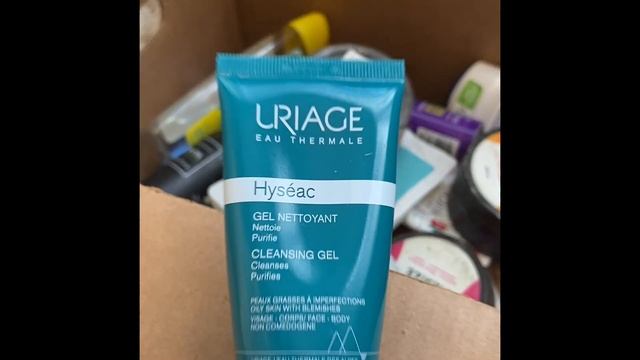 URIAGE
EAU THERMALE
Hyséac
GEL NETTOYANT
Nettoie
Purifie
CLEANSING GEL
Cleanses
Purifies
PEAUX GRASSES À IMPERFECTIONS
OILY SKIN WITH BLEMISHES
VISAGE - CORPS / FACE - BODY
NON COMÉDOGÈNE